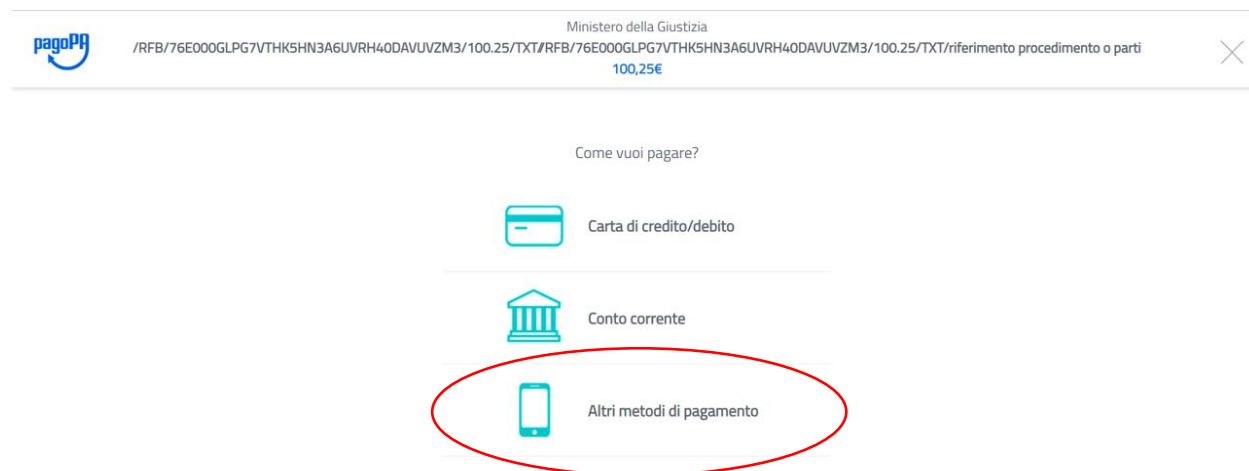 pagoPA
Ministero della Giustizia
/RFB/76E000GLPG7VTHK5HN3A6UVRH40DAVUVZM3/100.25/TXT//RFB/76E000GLPG7VTHK5HN3A6UVRH40DAVUVZM3/100.25/TXT/riferimento procedimento o parti
100,25€
Come vuoi pagare?
Carta di credito/debito
Conto corrente
Altri metodi di pagamento